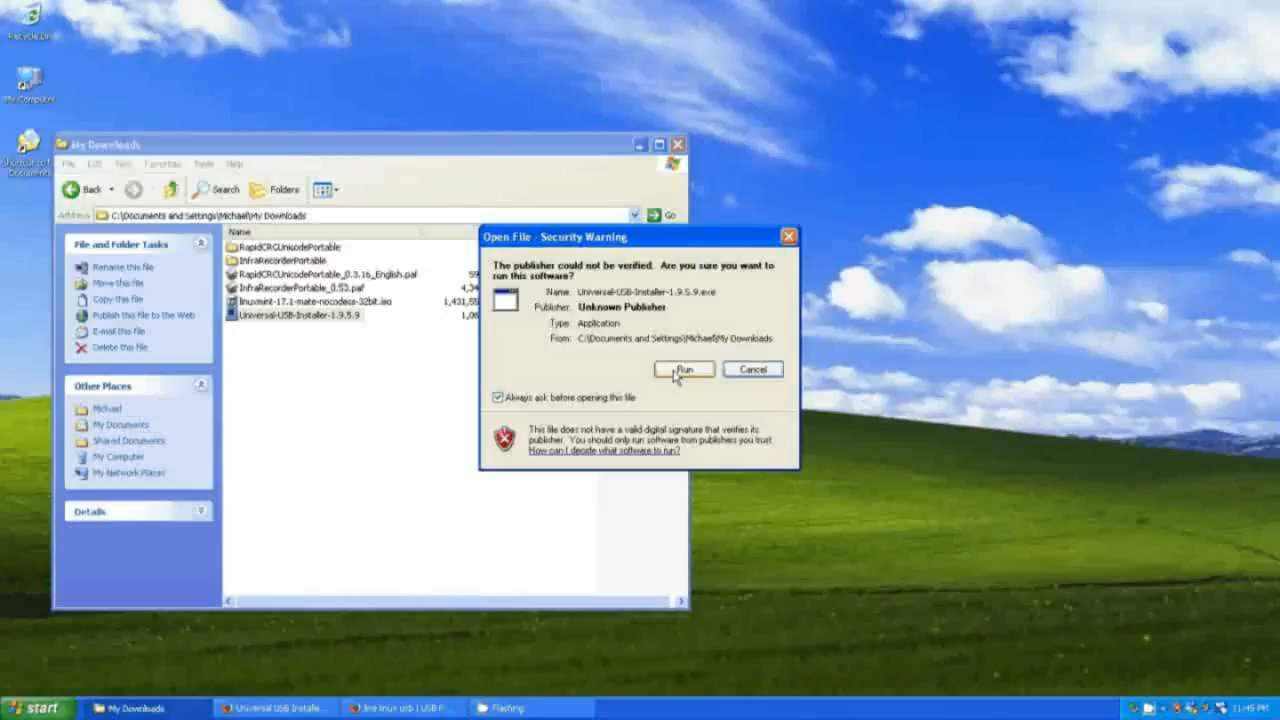 Recycle Bin
My Computer
My Downloads
File Edit View Favorites Tools Help
Back Search Folders
Address C:\Documents and Settings\Michael\My Downloads Go
File and Folder Tasks
Rename this file
Move this file
Copy this file
Publish this file to the Web
E-mail this file
Delete this file
Other Places
Michael
My Documents
Shared Documents
My Computer
My Network Places
Details
Name
RapidCRCUnicodePortable
InfraRecorderPortable
RapidCRCUnicodePortable_0.3.16_English.paf
InfraRecorderPortable_0.53.paf 4,34
linuxmint-17.1-mate-nocodecs-32bit.iso 1,431,55
Universal-USB-Installer-1.9.5.9 1,06
Open File - Security Warning
The publisher could not be verified. Are you sure you want to
run this software?
Name: Universal-USB-Installer-1.9.5.9.exe
Publisher: Unknown Publisher
Type: Application
From: C:\Documents and Settings\Michael\My Downloads
Run Cancel
Always ask before opening this file
This file does not have a valid digital signature that verifies its
publisher. You should only run software from publishers you trust.
How can I decide what software to run?
start My Downloads Universal USB Installe... Flashing 11:45 PM